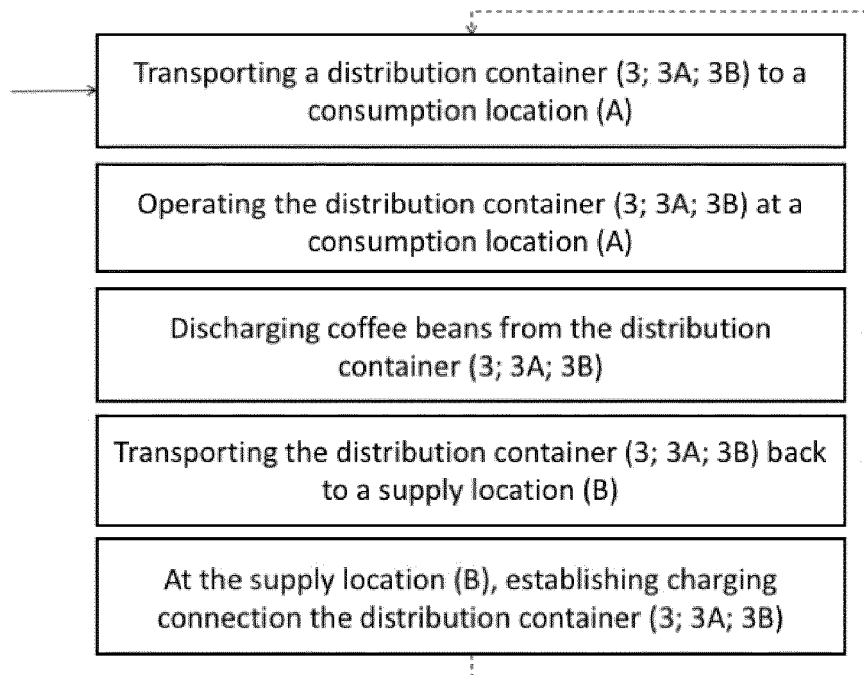 Transporting a distribution container (3; 3A; 3B) to a
consumption location (A)
Operating the distribution container (3; 3A; 3B) at a
consumption location (A)
Discharging coffee beans from the distribution
container (3; 3A; 3B)
Transporting the distribution container (3; 3A; 3B) back
to a supply location (B)
At the supply location (B), establishing charging
connection the distribution container (3; 3A; 3B)